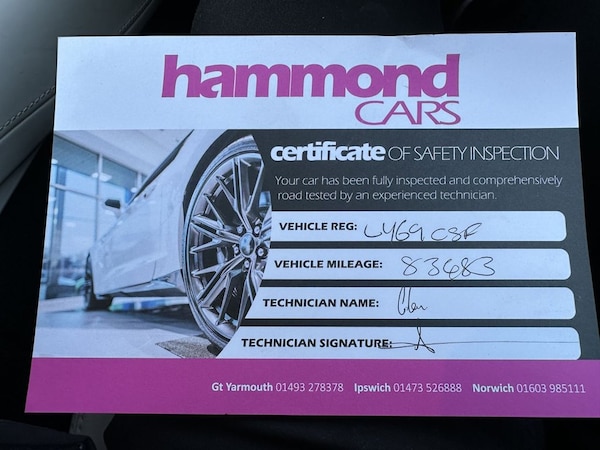 hammond
CARS
certificate OF SAFETY INSPECTION
Your car has been fully inspected and comprehensively
road tested by an experienced technician.
VEHICLE REG: LY69 CSF
VEHICLE MILEAGE: 83683
TECHNICIAN NAME:
TECHNICIAN SIGNATURE:
Gt Yarmouth 01493 278378 Ipswich 01473 526888 Norwich 01603 985111